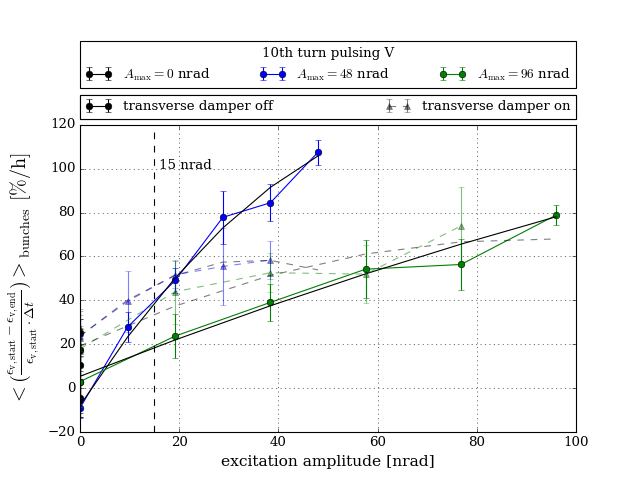 10th turn pulsing V
A_max = 0 nrad A_max = 48 nrad A_max = 96 nrad
transverse damper off transverse damper on
120
100
80
60
40
20
0
−20
15 nrad
< ( (ϵ_v,start − ϵ_v,end) / (ϵ_v,start · Δt) ) >_bunches [%/h]
0 20 40 60 80 100
excitation amplitude [nrad]